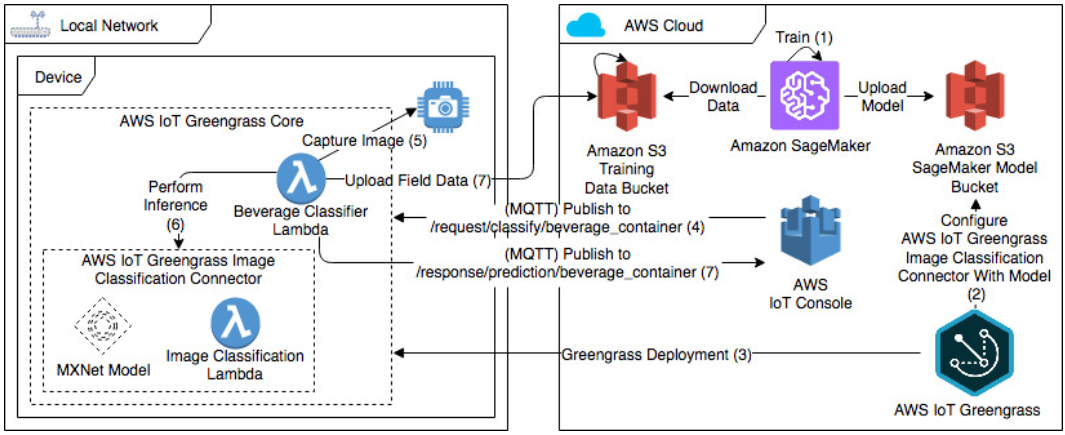 Local Network
Device
AWS IoT Greengrass Core
Capture Image (5)
Beverage Classifier
Lambda
Perform
Inference
(6)
AWS IoT Greengrass Image
Classification Connector
MXNet Model
Image Classification
Lambda
Upload Field Data (7)
(MQTT) Publish to
/request/classify/beverage_container (4)
(MQTT) Publish to
/response/prediction/beverage_container (7)
Greengrass Deployment (3)
AWS Cloud
Train (1)
Download
Data
Upload
Model
Amazon S3
Training
Data Bucket
Amazon SageMaker
Amazon S3
SageMaker Model
Bucket
AWS
IoT Console
Configure
AWS IoT Greengrass
Image Classification
Connector With Model
(2)
AWS IoT Greengrass